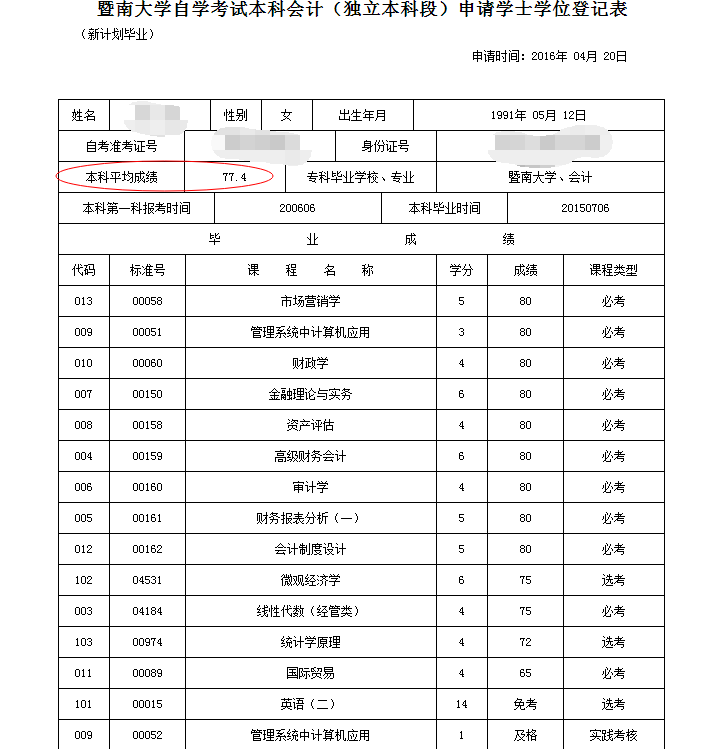 暨南大学自学考试本科会计（独立本科段）申请学士学位登记表
（新计划毕业）
申请时间：2016年 04月 20日
姓名 性别 女 出生年月 1991年 05月 12日
自考准考证号 身份证号
本科平均成绩 77.4 专科毕业学校、专业 暨南大学、会计
本科第一科报考时间 200606 本科毕业时间 20150706
毕 业 成 绩
代码 标准号 课 程 名 称 学分 成绩 课程类型
013 00058 市场营销学 5 80 必考
009 00051 管理系统中计算机应用 3 80 必考
010 00060 财政学 4 80 必考
007 00150 金融理论与实务 6 80 必考
008 00158 资产评估 4 80 必考
004 00159 高级财务会计 6 80 必考
006 00160 审计学 4 80 必考
005 00161 财务报表分析（一） 5 80 必考
012 00162 会计制度设计 5 80 必考
102 04531 微观经济学 6 75 选考
003 04184 线性代数（经管类） 4 75 必考
103 00974 统计学原理 4 72 选考
011 00089 国际贸易 4 65 必考
101 00015 英语（二） 14 免考 选考
009 00052 管理系统中计算机应用 1 及格 实践考核